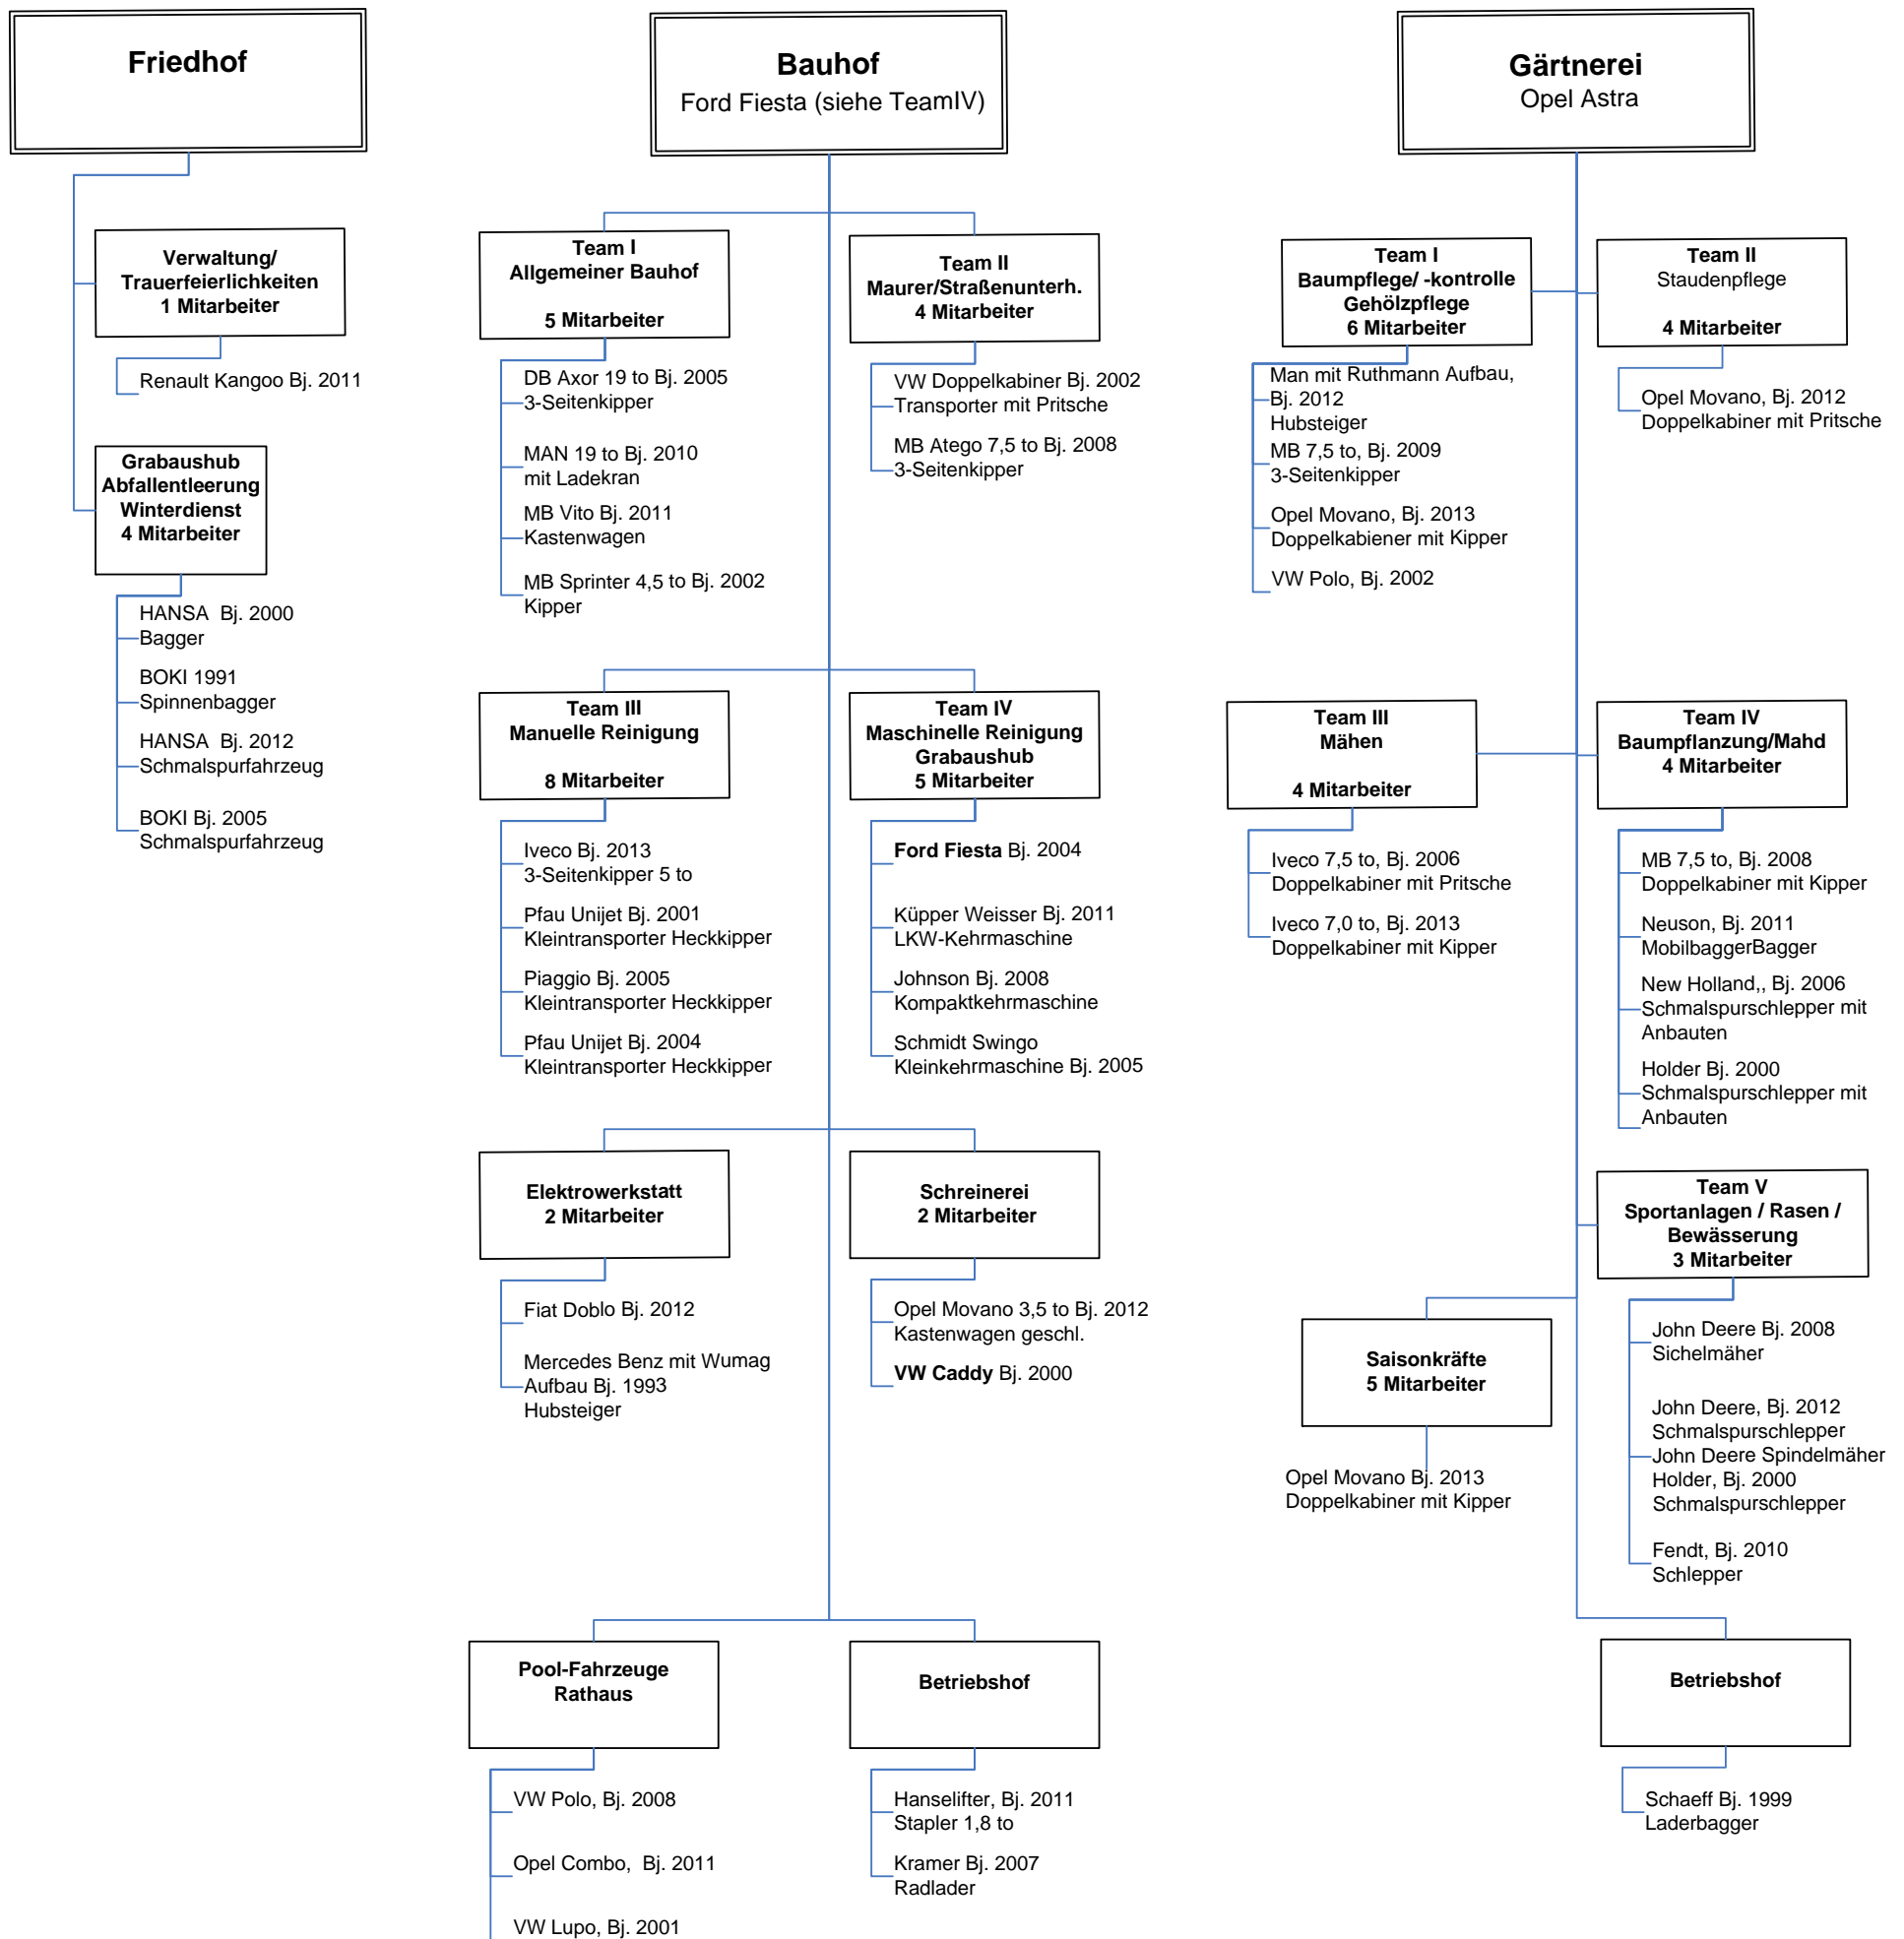 Friedhof
Verwaltung/
Trauerfeierlichkeiten
1 Mitarbeiter
Renault Kangoo Bj. 2011
Grabaushub
Abfallentleerung
Winterdienst
4 Mitarbeiter
HANSA  Bj. 2000
Bagger
BOKI 1991
Spinnenbagger
HANSA  Bj. 2012
Schmalspurfahrzeug
BOKI Bj. 2005
Schmalspurfahrzeug
Bauhof
Ford Fiesta (siehe TeamIV)
Team I
Allgemeiner Bauhof
5 Mitarbeiter
DB Axor 19 to Bj. 2005
3-Seitenkipper
MAN 19 to Bj. 2010
mit Ladekran
MB Vito Bj. 2011
Kastenwagen
MB Sprinter 4,5 to Bj. 2002
Kipper
Team II
Maurer/Straßenunterh.
4 Mitarbeiter
VW Doppelkabiner Bj. 2002
Transporter mit Pritsche
MB Atego 7,5 to Bj. 2008
3-Seitenkipper
Team III
Manuelle Reinigung
8 Mitarbeiter
Iveco Bj. 2013
3-Seitenkipper 5 to
Pfau Unijet Bj. 2001
Kleintransporter Heckkipper
Piaggio Bj. 2005
Kleintransporter Heckkipper
Pfau Unijet Bj. 2004
Kleintransporter Heckkipper
Team IV
Maschinelle Reinigung
Grabaushub
5 Mitarbeiter
Ford Fiesta Bj. 2004
Küpper Weisser Bj. 2011
LKW-Kehrmaschine
Johnson Bj. 2008
Kompaktkehrmaschine
Schmidt Swingo
Kleinkehrmaschine Bj. 2005
Elektrowerkstatt
2 Mitarbeiter
Fiat Doblo Bj. 2012
Mercedes Benz mit Wumag
Aufbau Bj. 1993
Hubsteiger
Schreinerei
2 Mitarbeiter
Opel Movano 3,5 to Bj. 2012
Kastenwagen geschl.
VW Caddy Bj. 2000
Pool-Fahrzeuge
Rathaus
VW Polo, Bj. 2008
Opel Combo,  Bj. 2011
VW Lupo, Bj. 2001
Betriebshof
Hanselifter, Bj. 2011
Stapler 1,8 to
Kramer Bj. 2007
Radlader
Gärtnerei
Opel Astra
Team I
Baumpflege/ -kontrolle
Gehölzpflege
6 Mitarbeiter
Man mit Ruthmann Aufbau,
Bj. 2012
Hubsteiger
MB 7,5 to, Bj. 2009
3-Seitenkipper
Opel Movano, Bj. 2013
Doppelkabiener mit Kipper
VW Polo, Bj. 2002
Team II
Staudenpflege
4 Mitarbeiter
Opel Movano, Bj. 2012
Doppelkabiner mit Pritsche
Team III
Mähen
4 Mitarbeiter
Iveco 7,5 to, Bj. 2006
Doppelkabiner mit Pritsche
Iveco 7,0 to, Bj. 2013
Doppelkabiner mit Kipper
Team IV
Baumpflanzung/Mahd
4 Mitarbeiter
MB 7,5 to, Bj. 2008
Doppelkabiner mit Kipper
Neuson, Bj. 2011
MobilbaggerBagger
New Holland,, Bj. 2006
Schmalspurschlepper mit
Anbauten
Holder Bj. 2000
Schmalspurschlepper mit
Anbauten
Team V
Sportanlagen / Rasen /
Bewässerung
3 Mitarbeiter
John Deere Bj. 2008
Sichelmäher
John Deere, Bj. 2012
Schmalspurschlepper
John Deere Spindelmäher
Holder, Bj. 2000
Schmalspurschlepper
Fendt, Bj. 2010
Schlepper
Saisonkräfte
5 Mitarbeiter
Opel Movano Bj. 2013
Doppelkabiner mit Kipper
Betriebshof
Schaeff Bj. 1999
Laderbagger